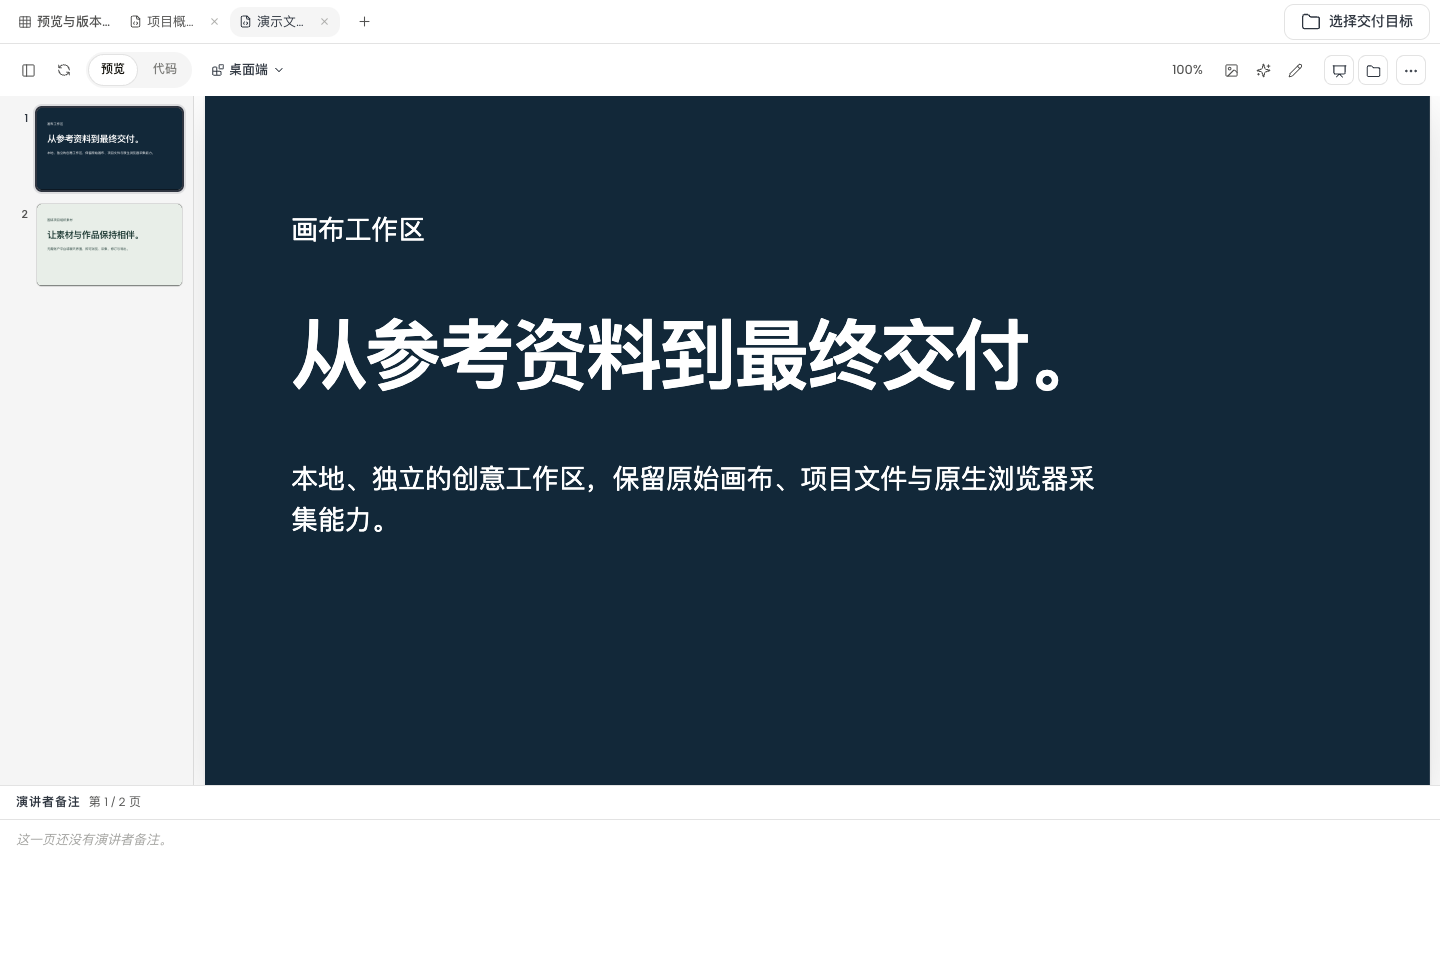 预览与版本...
项目概...
演示文...
选择交付目标
预览
代码
桌面端
100%
1
从参考资料到最终交付。
2
让素材与作品保持相伴。
画布工作区
从参考资料到最终交付。
本地、独立的创意工作区，保留原始画布、项目文件与原生浏览器采
集能力。
演讲者备注 第 1 / 2 页
这一页还没有演讲者备注。